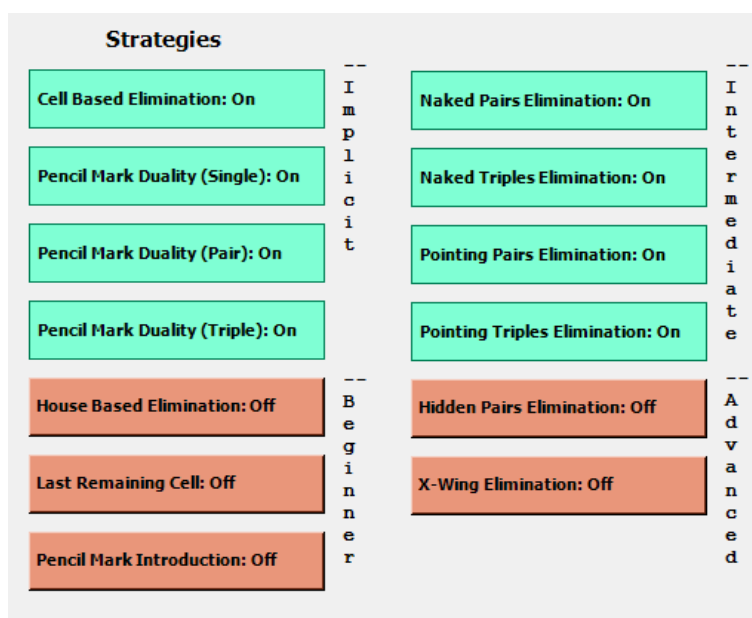 Strategies
Cell Based Elimination: On
Pencil Mark Duality (Single): On
Pencil Mark Duality (Pair): On
Pencil Mark Duality (Triple): On
--
Implicit
House Based Elimination: Off
Last Remaining Cell: Off
Pencil Mark Introduction: Off
--
Beginner
Naked Pairs Elimination: On
Naked Triples Elimination: On
Pointing Pairs Elimination: On
Pointing Triples Elimination: On
--
Intermediate
Hidden Pairs Elimination: Off
X-Wing Elimination: Off
--
Advanced